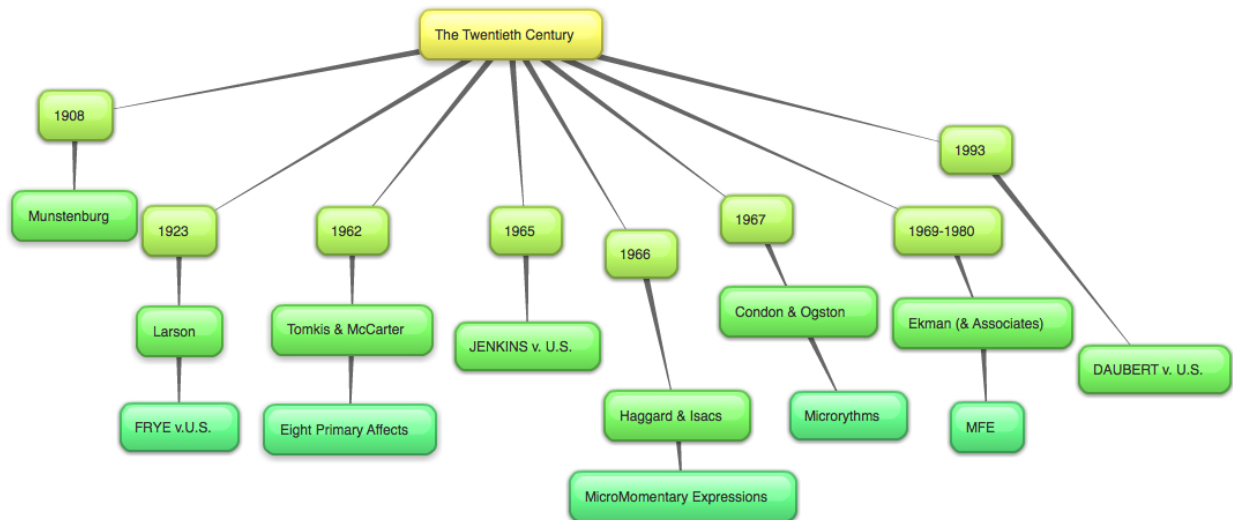 The Twentieth Century
1908
Munstenburg
1923
Larson
FRYE v.U.S.
1962
Tomkis & McCarter
Eight Primary Affects
1965
JENKINS v. U.S.
1966
Haggard & Isacs
MicroMomentary Expressions
1967
Condon & Ogston
Microrythms
1969-1980
Ekman (& Associates)
MFE
1993
DAUBERT v. U.S.